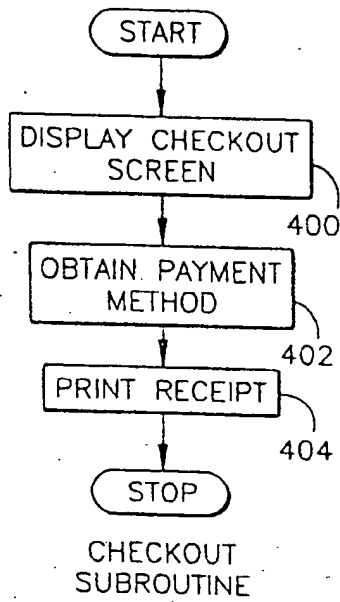 START
DISPLAY CHECKOUT
SCREEN
400
OBTAIN PAYMENT
METHOD
402
PRINT RECEIPT
404
STOP
CHECKOUT
SUBROUTINE